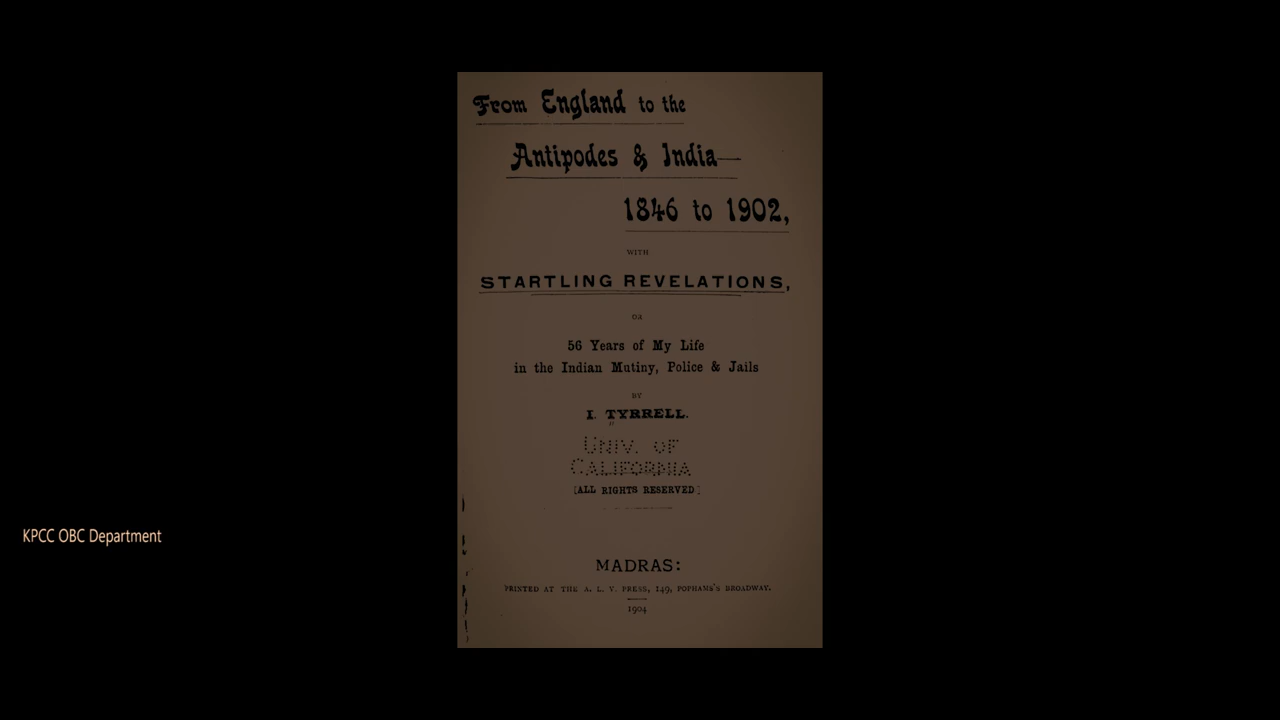 From England to the
Antipodes & India—
1846 to 1902,
WITH
STARTLING REVELATIONS,
OR
56 Years of My Life
in the Indian Mutiny, Police & Jails
BY
I. TYRRELL.
UNIV. OF
CALIFORNIA
[ALL RIGHTS RESERVED]
KPCC OBC Department
MADRAS:
PRINTED AT THE A. L. V. PRESS, 149, POPHAM'S BROADWAY.
1904